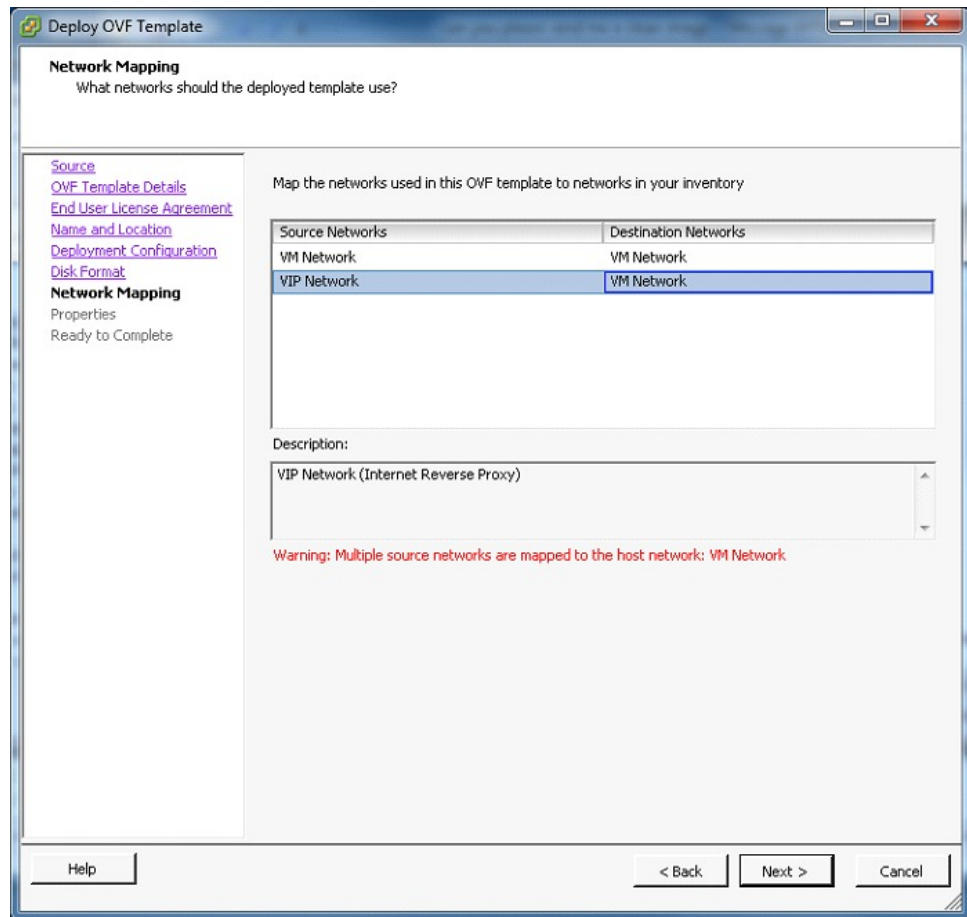 Deploy OVF Template
Network Mapping
What networks should the deployed template use?
Source
OVF Template Details
End User License Agreement
Name and Location
Deployment Configuration
Disk Format
Network Mapping
Properties
Ready to Complete
Map the networks used in this OVF template to networks in your inventory
Source Networks Destination Networks
VM Network VM Network
VIP Network VM Network
Description:
VIP Network (Internet Reverse Proxy)
Warning: Multiple source networks are mapped to the host network: VM Network
Help < Back Next > Cancel